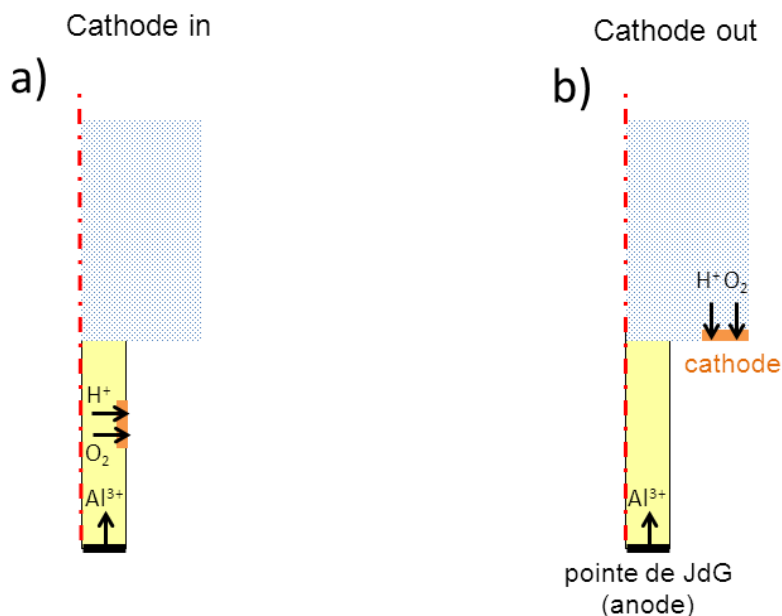 Cathode in
a)
H⁺
O₂
Al³⁺
Cathode out
b)
H⁺ O₂
cathode
Al³⁺
pointe de JdG
(anode)